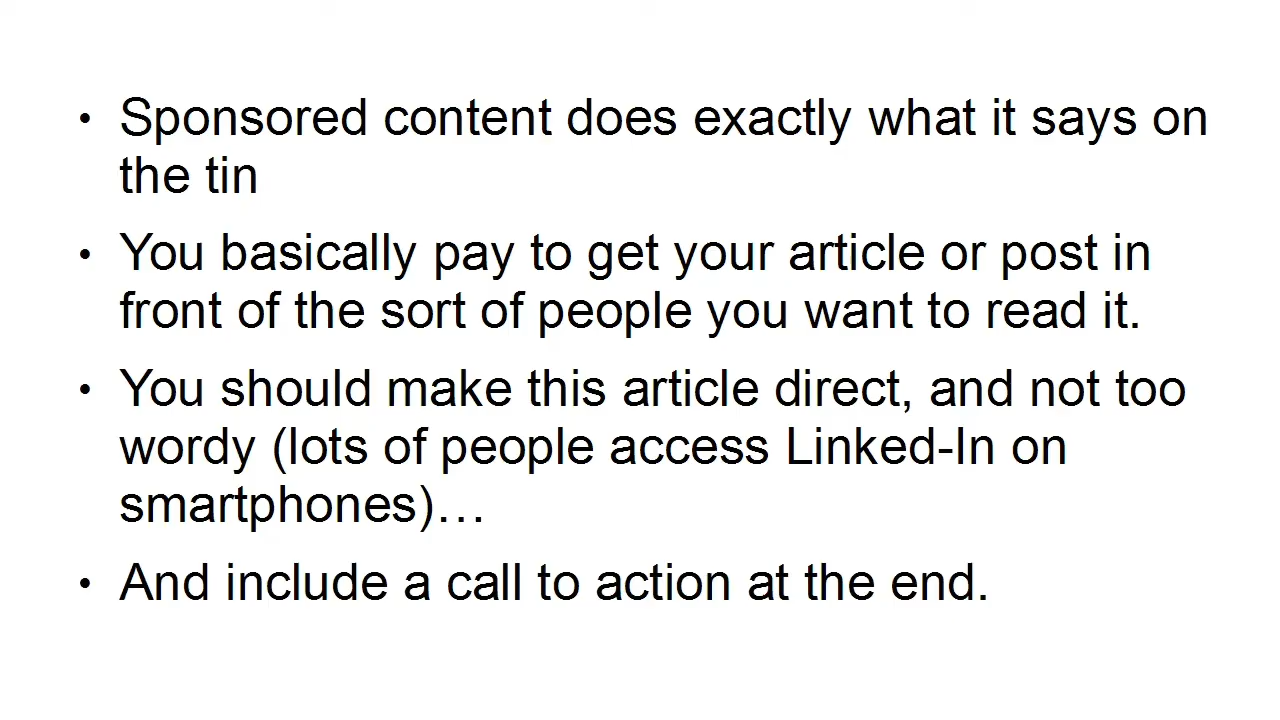 • Sponsored content does exactly what it says on
the tin
• You basically pay to get your article or post in
front of the sort of people you want to read it.
• You should make this article direct, and not too
wordy (lots of people access Linked-In on
smartphones)…
• And include a call to action at the end.